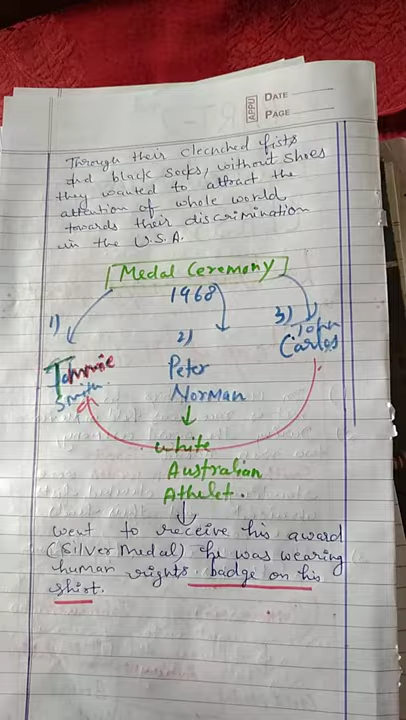 APPU
DATE
PAGE
Through their clecnched fists
and black socks, without shoes
they wanted to attract the
attention of whole world
towards their discrimination
in the U.S.A.
Medal Ceremony
1968
1)
2)
3)
Tommie
Smith
Peter
Norman
John
Carlos
white
Australian
Athelet.
went to receive his award
(silver Medal) he was wearing
human rights badge on his
shirt.